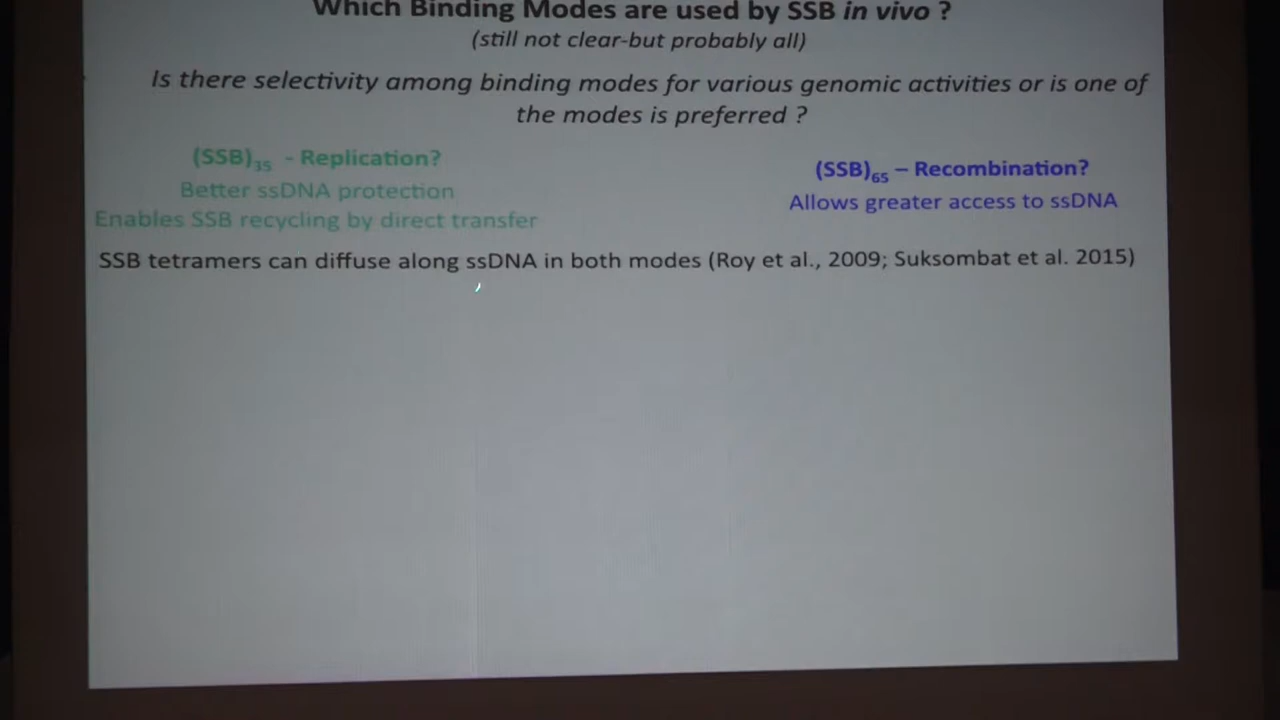 Which Binding Modes are used by SSB in vivo ?
(still not clear-but probably all)
Is there selectivity among binding modes for various genomic activities or is one of
the modes is preferred ?
(SSB)35 - Replication?
Better ssDNA protection
Enables SSB recycling by direct transfer
(SSB)65 – Recombination?
Allows greater access to ssDNA
SSB tetramers can diffuse along ssDNA in both modes (Roy et al., 2009; Suksombat et al. 2015)